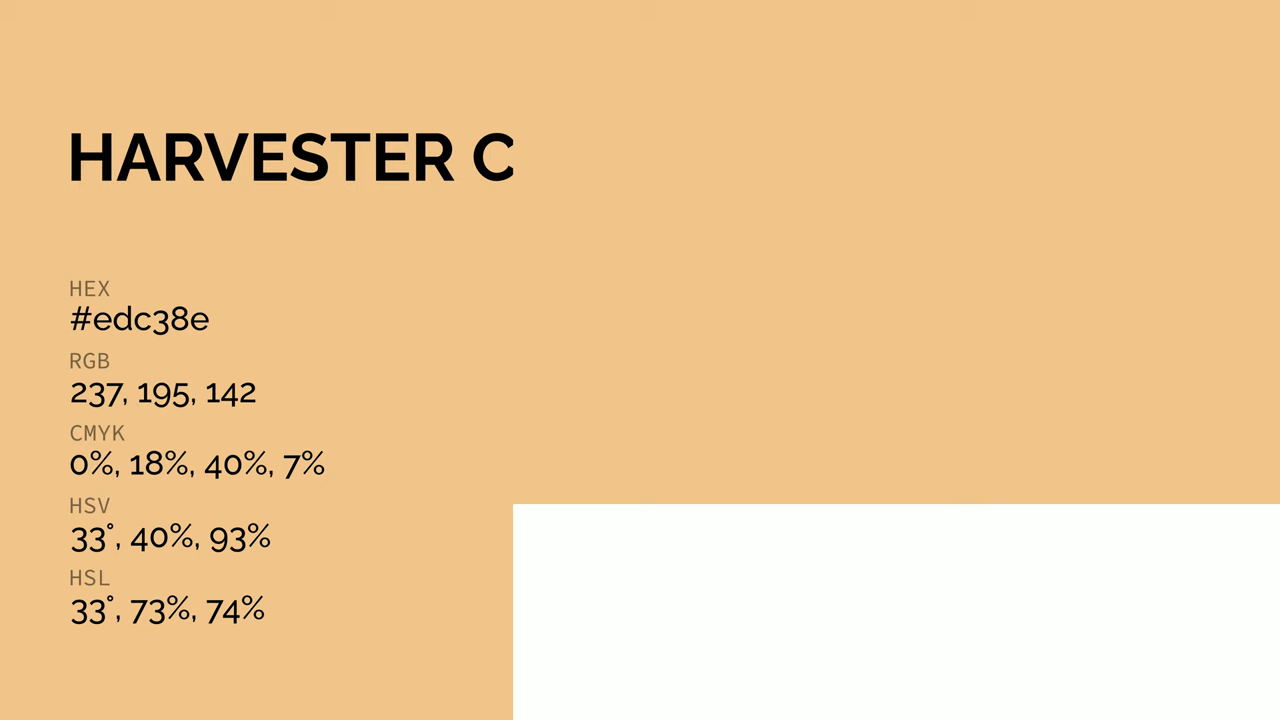 HARVESTER C
HEX
#edc38e
RGB
237, 195, 142
CMYK
0%, 18%, 40%, 7%
HSV
33°, 40%, 93%
HSL
33°, 73%, 74%